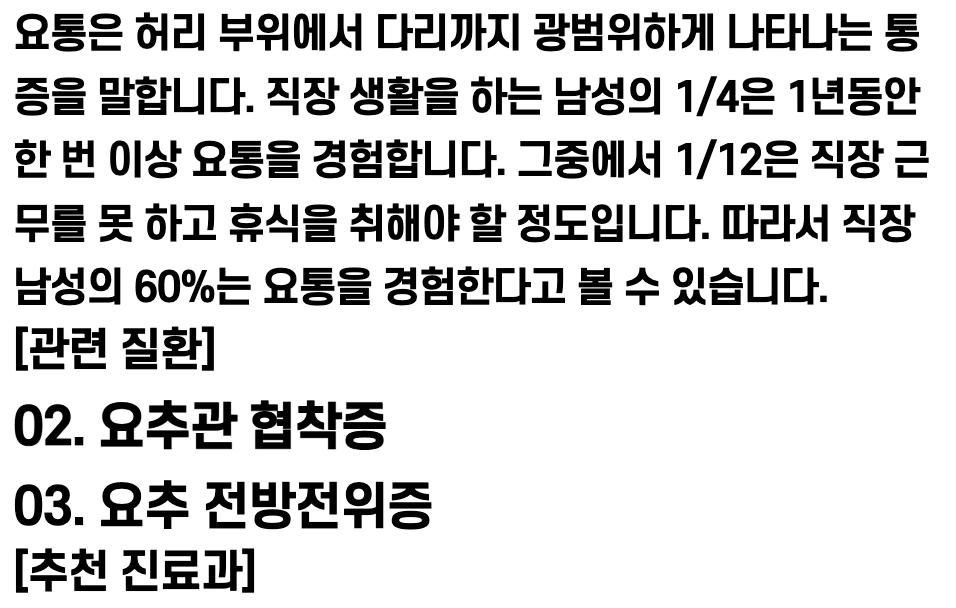 요통은 허리 부위에서 다리까지 광범위하게 나타나는 통
증을 말합니다. 직장 생활을 하는 남성의 1/4은 1년동안
한 번 이상 요통을 경험합니다. 그중에서 1/12은 직장 근
무를 못 하고 휴식을 취해야 할 정도입니다. 따라서 직장
남성의 60%는 요통을 경험한다고 볼 수 있습니다.
[관련 질환]
02. 요추관 협착증
03. 요추 전방전위증
[추천 진료과]